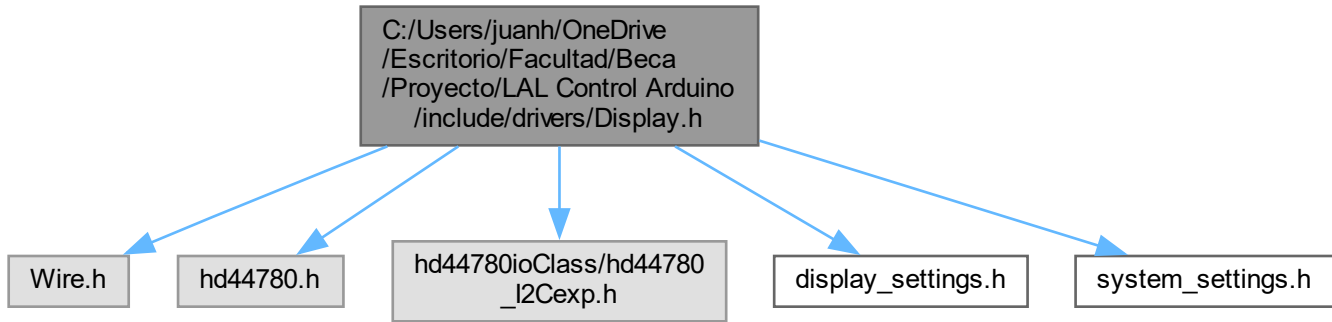 C:/Users/juanh/OneDrive
/Escritorio/Facultad/Beca
/Proyecto/LAL Control Arduino
/include/drivers/Display.h
Wire.h
hd44780.h
hd44780ioClass/hd44780
_I2Cexp.h
display_settings.h
system_settings.h